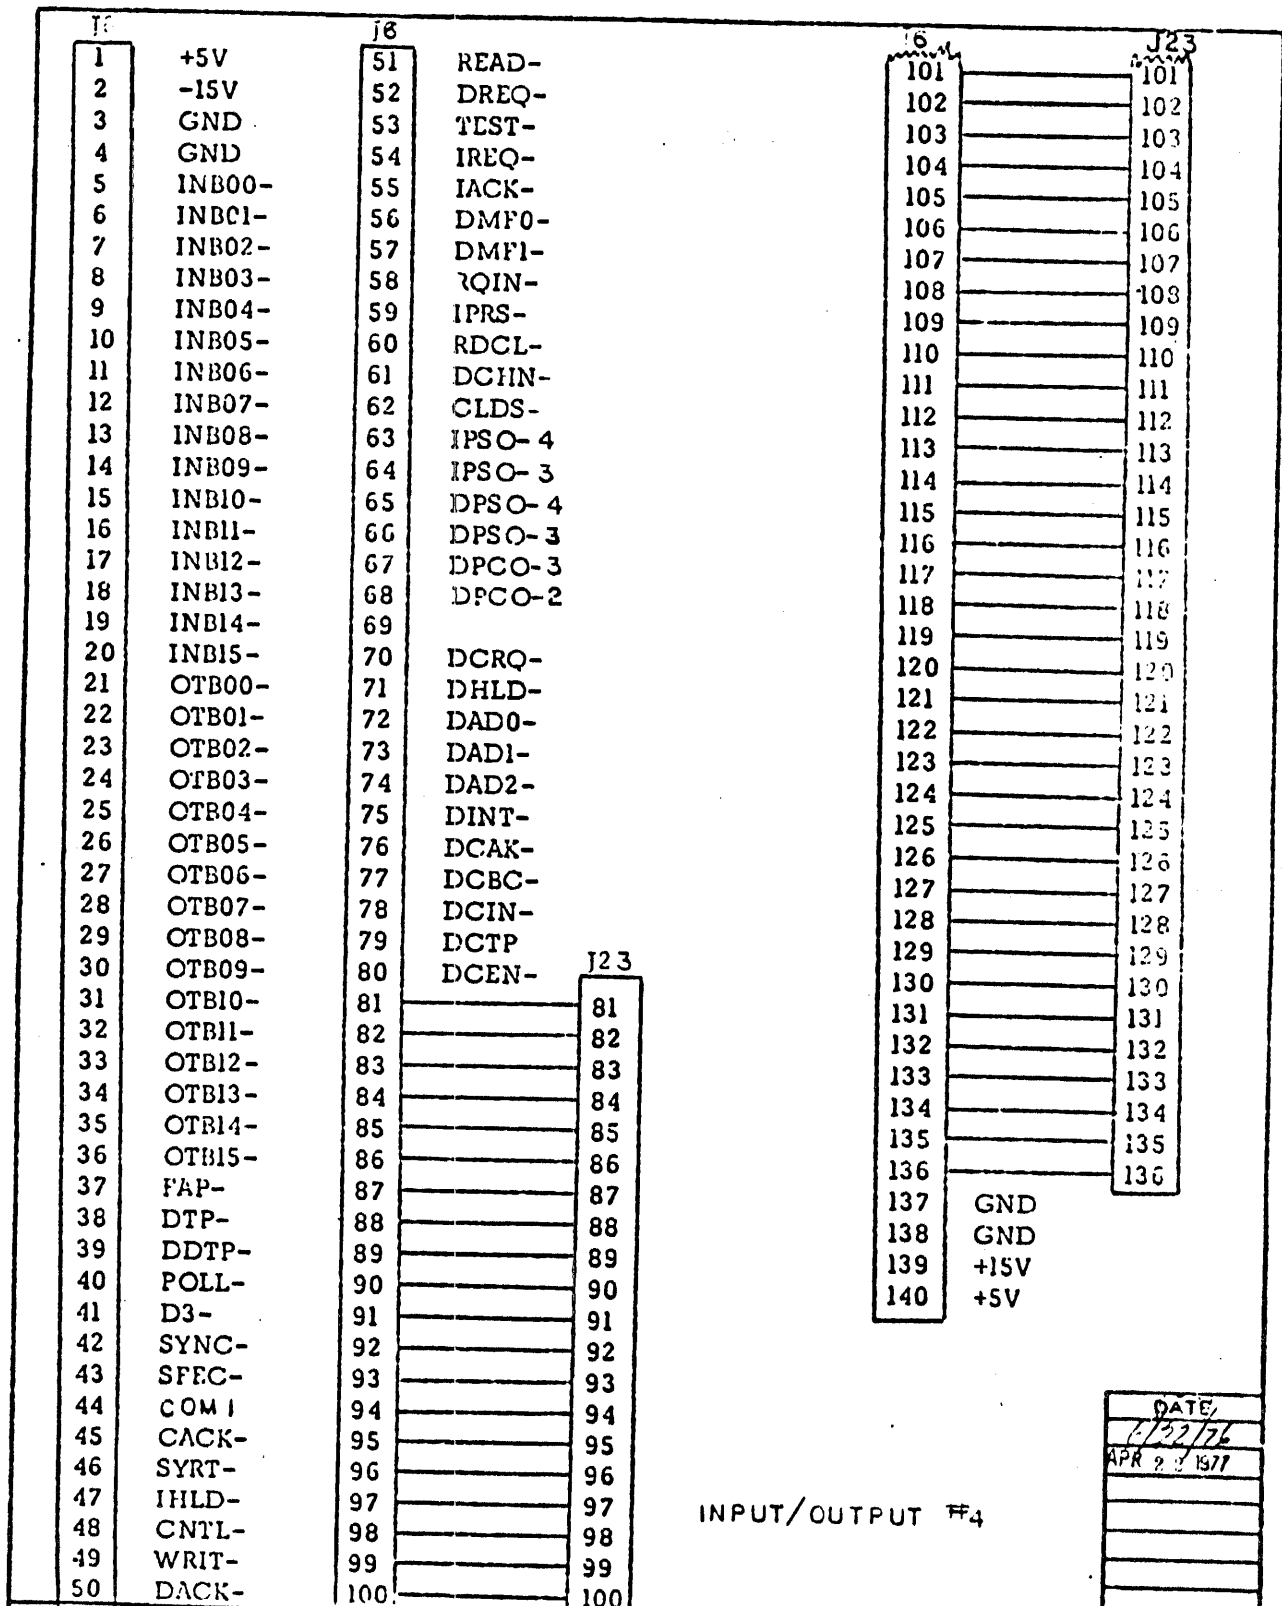 J6
1 +5V
2 -15V
3 GND
4 GND
5 INB00-
6 INB01-
7 INB02-
8 INB03-
9 INB04-
10 INB05-
11 INB06-
12 INB07-
13 INB08-
14 INB09-
15 INB10-
16 INB11-
17 INB12-
18 INB13-
19 INB14-
20 INB15-
21 OTB00-
22 OTB01-
23 OTB02-
24 OTB03-
25 OTB04-
26 OTB05-
27 OTB06-
28 OTB07-
29 OTB08-
30 OTB09-
31 OTB10-
32 OTB11-
33 OTB12-
34 OTB13-
35 OTB14-
36 OTB15-
37 FAP-
38 DTP-
39 DDTP-
40 POLL-
41 D3-
42 SYNC-
43 SFEC-
44 COM1
45 CACK-
46 SYRT-
47 IHLD-
48 CNTL-
49 WRIT-
50 DACK-
J6
51 READ-
52 DREQ-
53 TEST-
54 IREQ-
55 IACK-
56 DMF0-
57 DMF1-
58 RQIN-
59 IPRS-
60 RDCL-
61 DCHN-
62 CLDS-
63 IPSO-4
64 IPSO-3
65 DPSO-4
66 DPSO-3
67 DPCO-3
68 DPCO-2
69
70 DCRQ-
71 DHLD-
72 DAD0-
73 DAD1-
74 DAD2-
75 DINT-
76 DCAK-
77 DCBC-
78 DCIN-
79 DCTP
80 DCEN-
J23
81 81
82 82
83 83
84 84
85 85
86 86
87 87
88 88
89 89
90 90
91 91
92 92
93 93
94 94
95 95
96 96
97 97
98 98
99 99
100 100
J6 J23
101 101
102 102
103 103
104 104
105 105
106 106
107 107
108 108
109 109
110 110
111 111
112 112
113 113
114 114
115 115
116 116
117 117
118 118
119 119
120 120
121 121
122 122
123 123
124 124
125 125
126 126
127 127
128 128
129 129
130 130
131 131
132 132
133 133
134 134
135 135
136 136
137 GND
138 GND
139 +15V
140 +5V
INPUT/OUTPUT #4
DATE
APR 1977